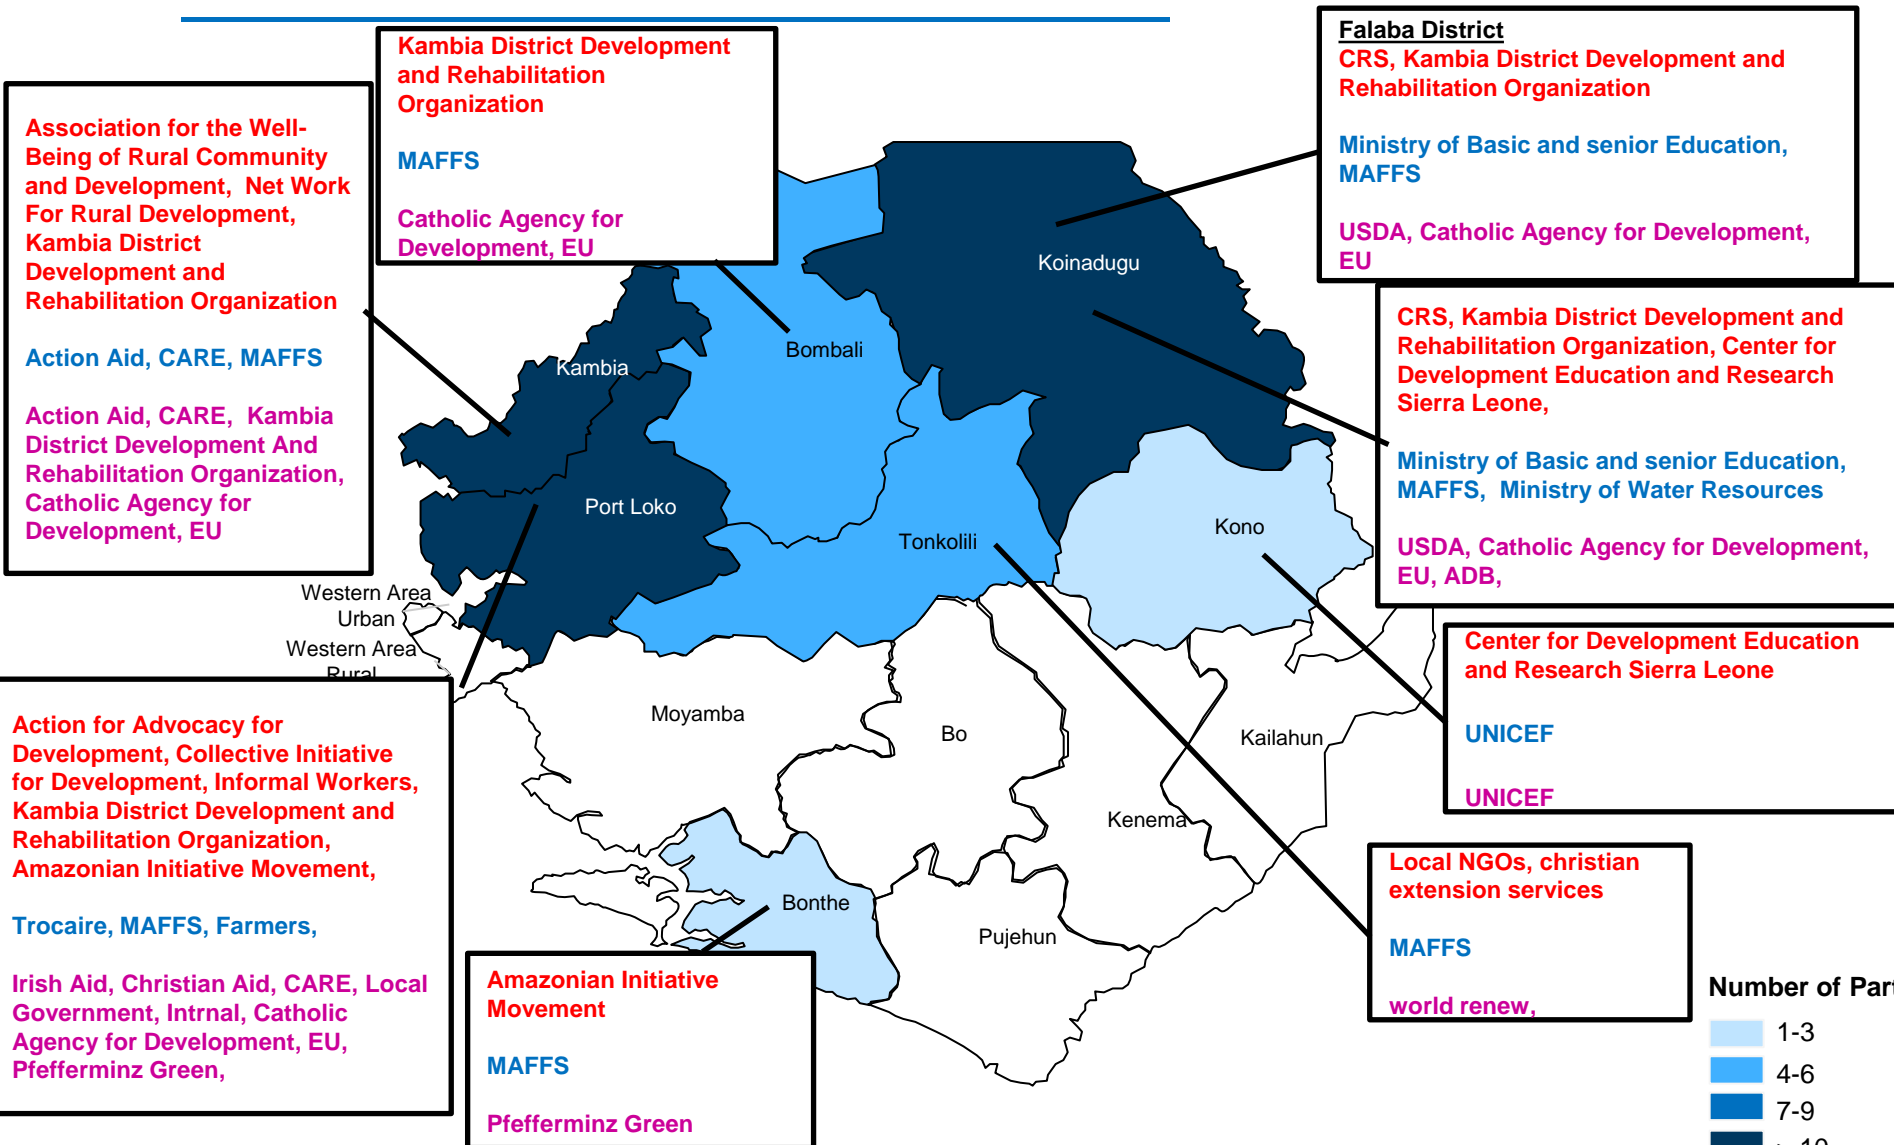 Kambia District Development
and Rehabilitation
Organization
MAFFS
Catholic Agency for
Development, EU
Falaba District
CRS, Kambia District Development and
Rehabilitation Organization
Ministry of Basic and senior Education,
MAFFS
USDA, Catholic Agency for Development,
EU
Association for the Well-
Being of Rural Community
and Development, Net Work
For Rural Development,
Kambia District
Development and
Rehabilitation Organization
Action Aid, CARE, MAFFS
Action Aid, CARE, Kambia
District Development And
Rehabilitation Organization,
Catholic Agency for
Development, EU
CRS, Kambia District Development and
Rehabilitation Organization, Center for
Development Education and Research
Sierra Leone,
Ministry of Basic and senior Education,
MAFFS, Ministry of Water Resources
USDA, Catholic Agency for Development,
EU, ADB,
Koinadugu
Bombali
Kambia
Port Loko
Tonkolili
Kono
Western Area
Urban
Western Area
Rural
Moyamba
Bo
Kailahun
Kenema
Bonthe
Pujehun
Center for Development Education
and Research Sierra Leone
UNICEF
UNICEF
Action for Advocacy for
Development, Collective Initiative
for Development, Informal Workers,
Kambia District Development and
Rehabilitation Organization,
Amazonian Initiative Movement,
Trocaire, MAFFS, Farmers,
Irish Aid, Christian Aid, CARE, Local
Government, Intrnal, Catholic
Agency for Development, EU,
Pfefferminz Green,
Local NGOs, christian
extension services
MAFFS
world renew,
Amazonian Initiative
Movement
MAFFS
Pfefferminz Green
Number of Part
1-3
4-6
7-9
10